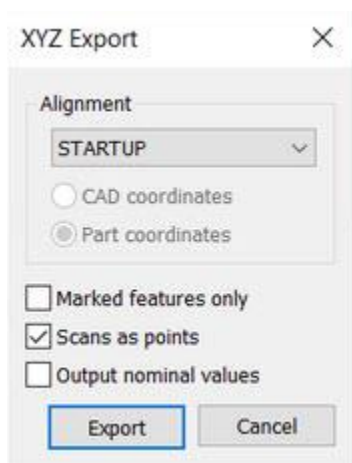 XYZ Export
Alignment
STARTUP
CAD coordinates
Part coordinates
Marked features only
Scans as points
Output nominal values
Export Cancel